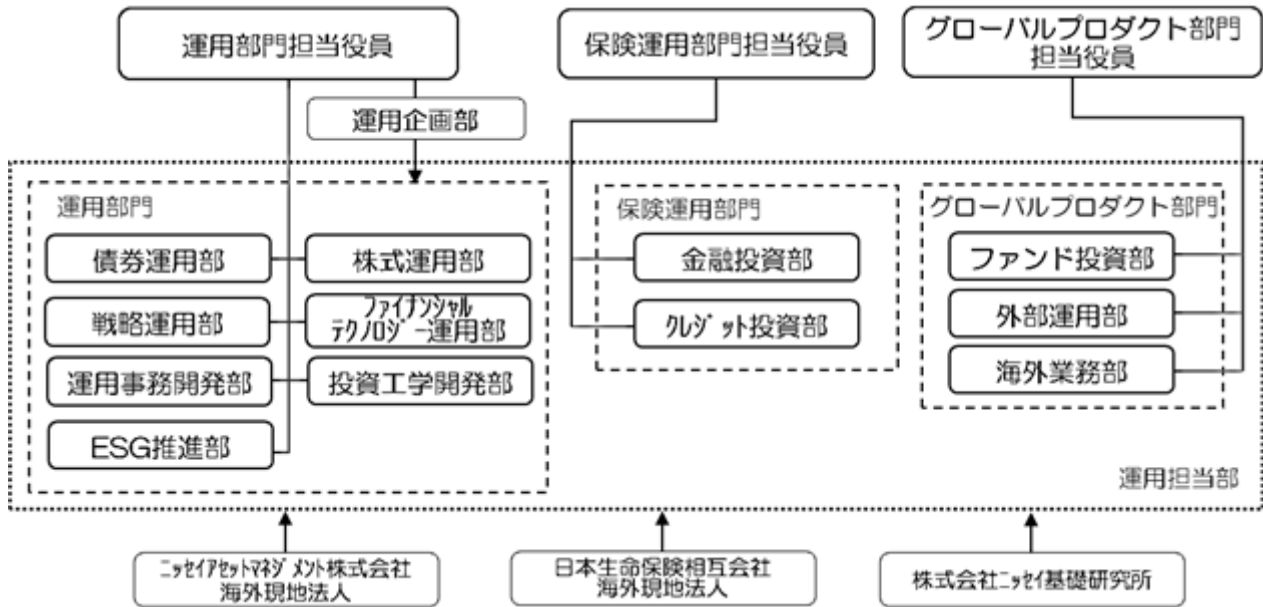 運用部門担当役員
保険運用部門担当役員
グローバルプロダクト部門
担当役員
運用企画部
運用部門
債券運用部
株式運用部
戦略運用部
ファイナンシャル
テクノロジー運用部
運用事務開発部
投資工学開発部
ESG推進部
保険運用部門
金融投資部
クレジット投資部
グローバルプロダクト部門
ファンド投資部
外部運用部
海外業務部
運用担当部
ニッセイアセットマネジメント株式会社
海外現地法人
日本生命保険相互会社
海外現地法人
株式会社ニッセイ基礎研究所